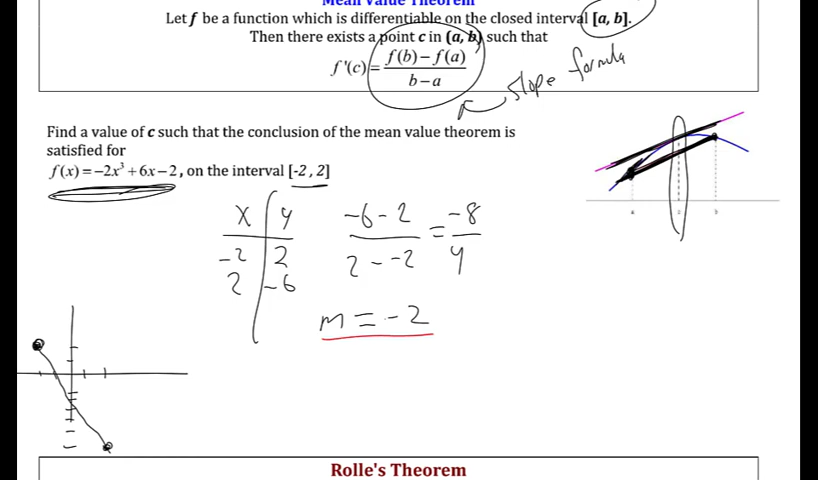 Mean Value Theorem
Let f be a function which is differentiable on the closed interval [a, b].
Then there exists a point c in (a, b) such that
f'(c) = f(b) − f(a) / b − a
slope formula
Find a value of c such that the conclusion of the mean value theorem is
satisfied for
f(x) = −2x³ + 6x − 2, on the interval [-2 , 2]
x y
-2 2
2 -6
-6 - 2 / 2 - -2 = -8 / 4
m = -2
a c b
Rolle's Theorem